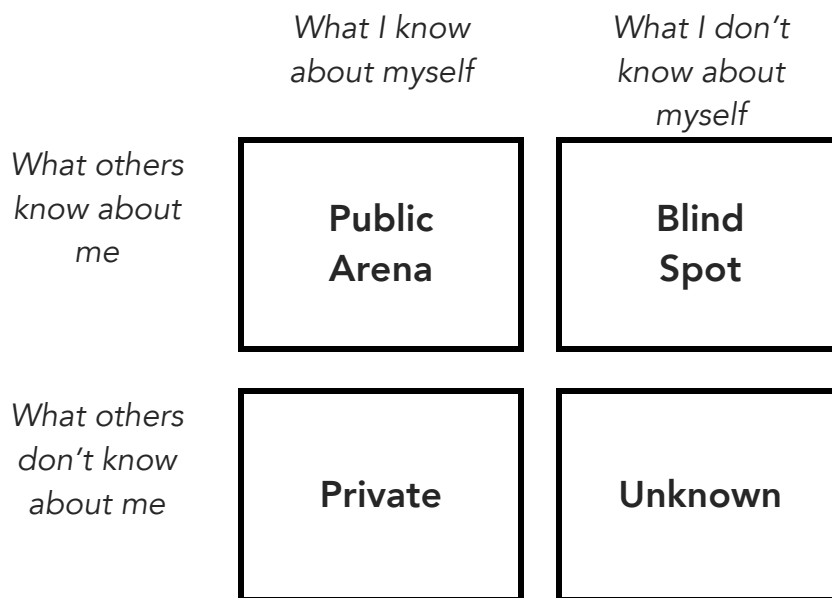 What I know
about myself
What I don’t
know about
myself
What others
know about
me
Public
Arena
Blind
Spot
What others
don’t know
about me
Private
Unknown